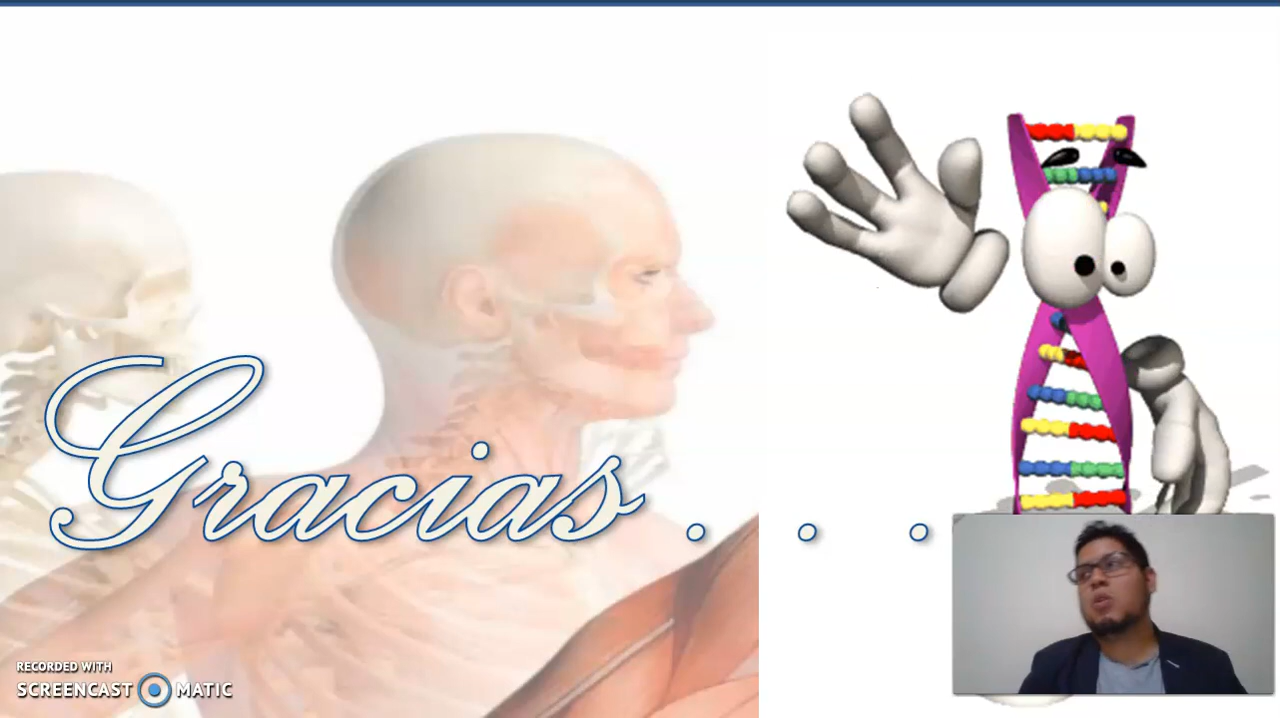 Gracias . . .
RECORDED WITH
SCREENCAST MATIC